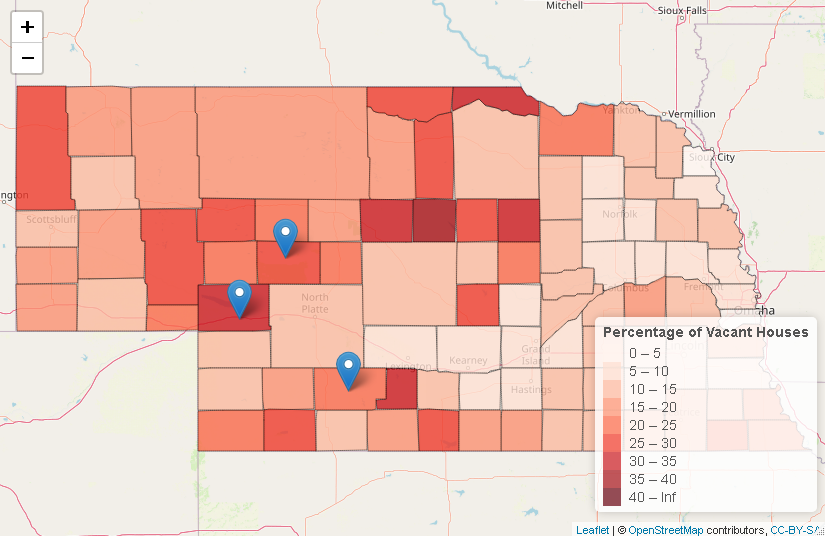 +
−
Mitchell
Sioux Falls
Vermillion
Yankton
Sioux City
ngton
Scottsbluff
Norfolk
North
Platte
Columbus
Fremont
Omaha
Lexington
Kearney
Grand
Island
Hastings
Percentage of Vacant Houses
0 – 5
5 – 10
10 – 15
15 – 20
20 – 25
25 – 30
30 – 35
35 – 40
40 – Inf
Leaflet | © OpenStreetMap contributors, CC-BY-SA